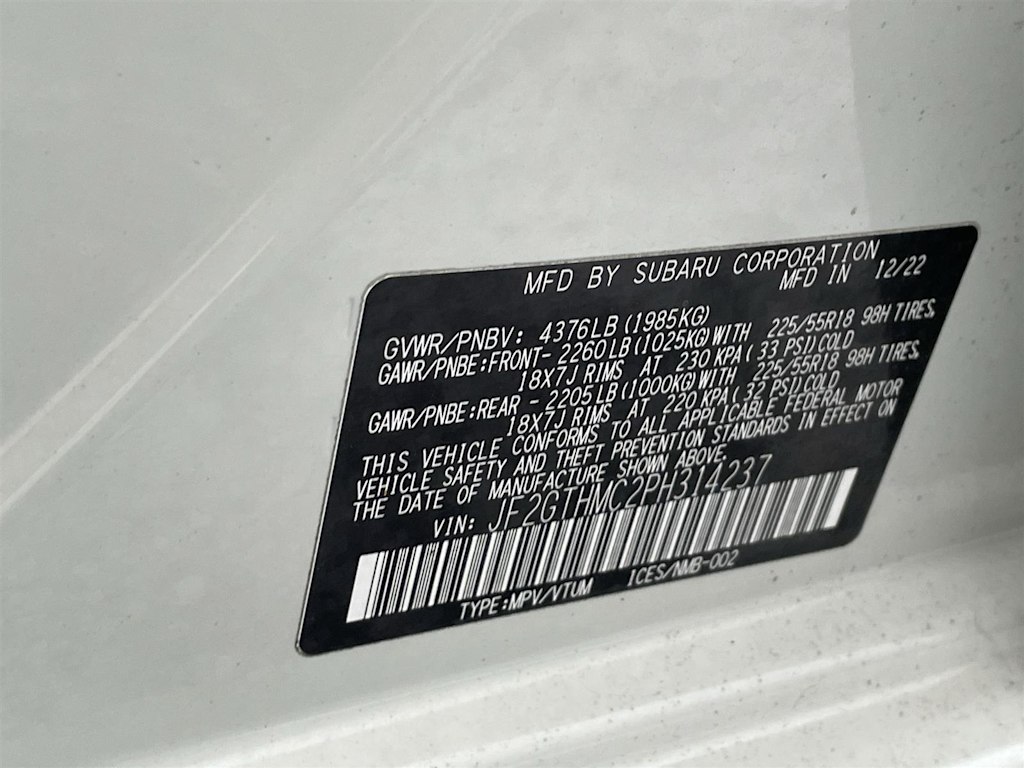 MFD BY SUBARU CORPORATION
MFD IN 12/22
GVWR/PNBV: 4376LB (1985KG)
GAWR/PNBE:FRONT- 2260LB (1025KG) WITH 225/55R18 98H TIRES,
18X7J RIMS AT 230 KPA (33 PSI) COLD
GAWR/PNBE:REAR - 2205LB (1000KG) WITH 225/55R18 98H TIRES,
18X7J RIMS AT 220 KPA (32 PSI) COLD
THIS VEHICLE CONFORMS TO ALL APPLICABLE FEDERAL MOTOR
VEHICLE SAFETY AND THEFT PREVENTION STANDARDS IN EFFECT ON
THE DATE OF MANUFACTURE SHOWN ABOVE.
VIN: JF2GTHMC2PH314237
TYPE:MPV/VTUM ICES/NMB-002